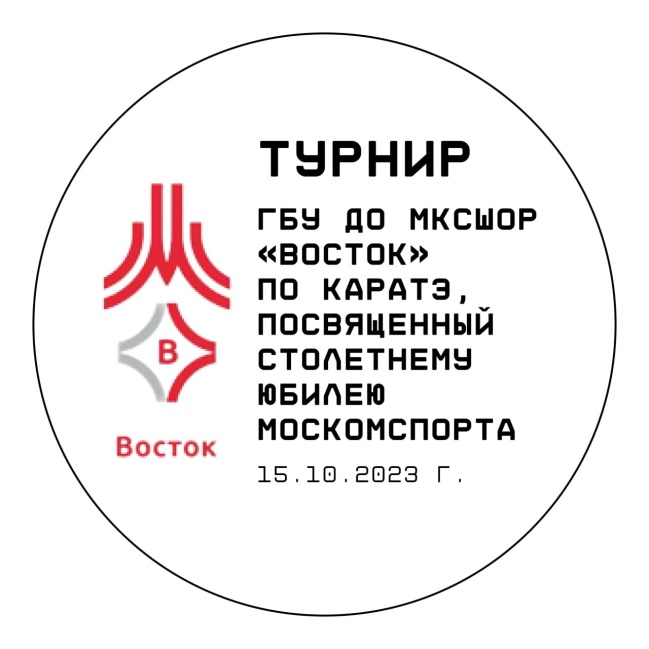 ТУРНИР
ГБУ ДО МКСШОР
«ВОСТОК»
ПО КАРАТЭ,
ПОСВЯЩЕННЫЙ
СТОЛЕТНЕМУ
ЮБИЛЕЮ
МОСКОМСПОРТА
15.10.2023 Г.
В
Восток